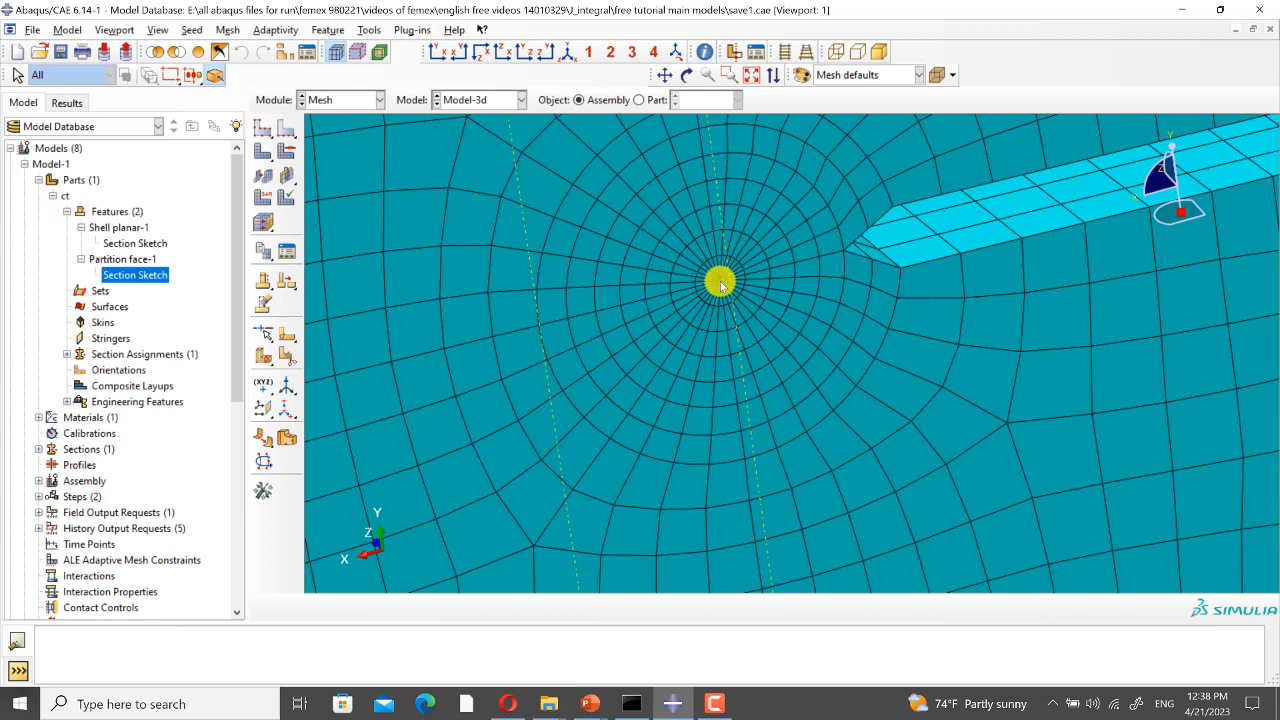 Abaqus/CAE 6.14-1 - Model Database: E:\all abaqus files for run\femex 980221\videos of femex\english free videos 14010329\J_integral\free tutorial main models\save1.cae [Viewport: 1]
File Model Viewport View Seed Mesh Adaptivity Feature Tools Plug-ins Help
1 2 3 4
All
Mesh defaults
Model Results
Module: Mesh Model: Model-3d Object: Assembly Part:
Model Database
Models (8)
Model-1
Parts (1)
ct
Features (2)
Shell planar-1
Section Sketch
Partition face-1
Section Sketch
Sets
Surfaces
Skins
Stringers
Section Assignments (1)
Orientations
Composite Layups
Engineering Features
Materials (1)
Calibrations
Sections (1)
Profiles
Assembly
Steps (2)
Field Output Requests (1)
History Output Requests (5)
Time Points
ALE Adaptive Mesh Constraints
Interactions
Interaction Properties
Contact Controls
(XYZ)
Y
Z
X
Y
Z
X
SIMULIA
>>>
Type here to search
74°F Partly sunny
ENG
12:38 PM
4/21/2023